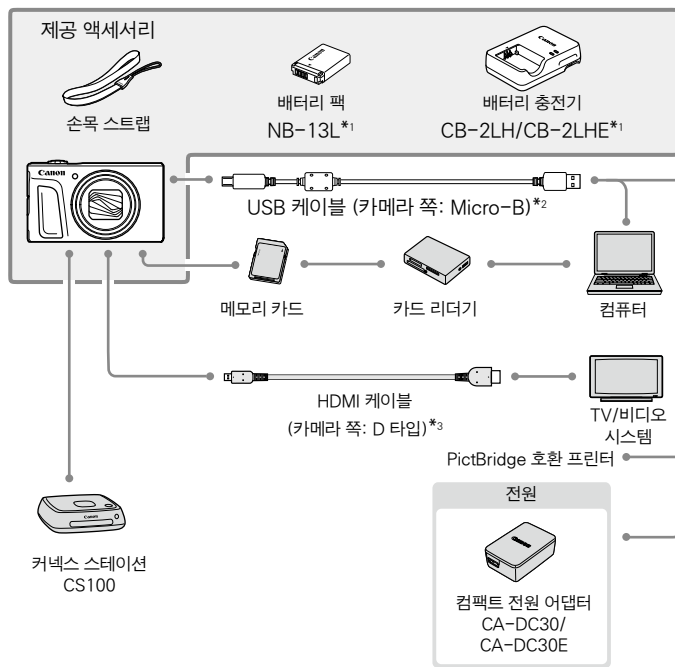 제공 액세서리
Canon
Canon
손목 스트랩
배터리 팩
배터리 충전기
NB-13L*1
CB-2LH/CB-2LHE*1
Canon
USB 케이블 (카메라 쪽: Micro-B)*2
메모리 카드
카드 리더기
컴퓨터
HDMI 케이블
(카메라 쪽: D 타입)*3
TV/비디오
시스템
PictBridge 호환 프린터
전원
Canon
Canon
커넥스 스테이션
CS100
컴팩트 전원 어댑터
CA-DC30/
CA-DC30E